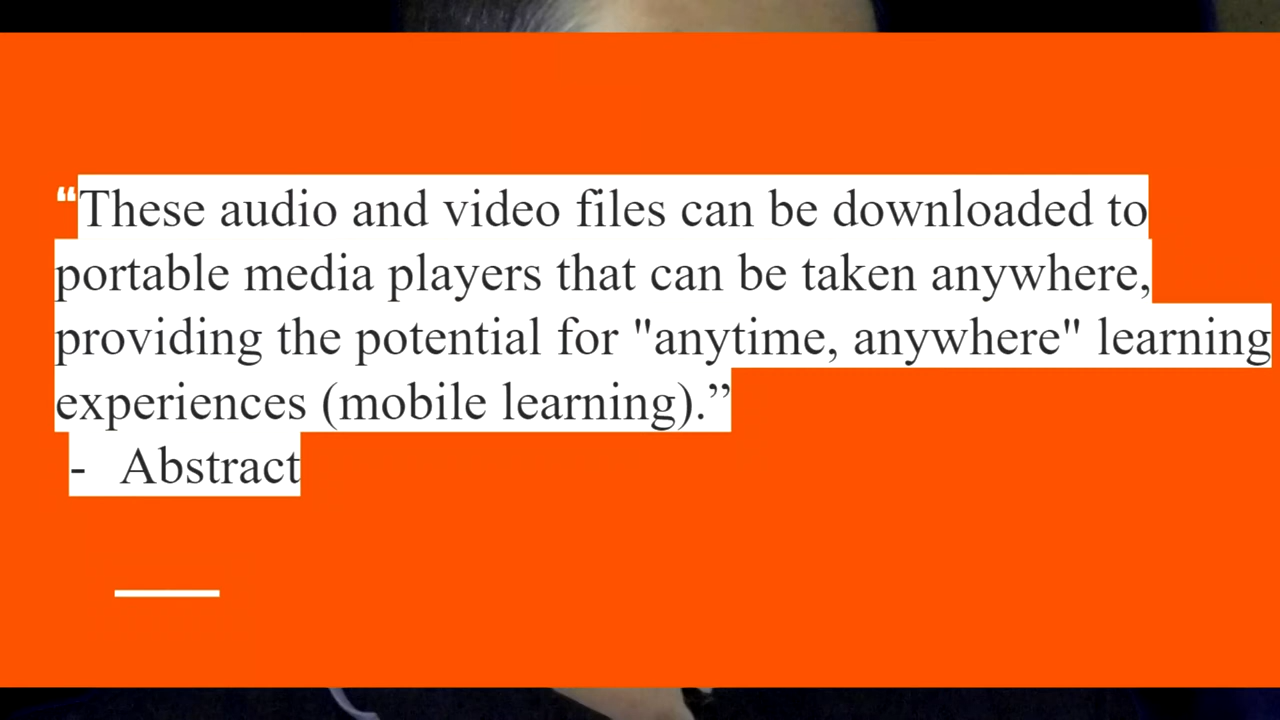 “These audio and video files can be downloaded to
portable media players that can be taken anywhere,
providing the potential for "anytime, anywhere" learning
experiences (mobile learning).”
- Abstract